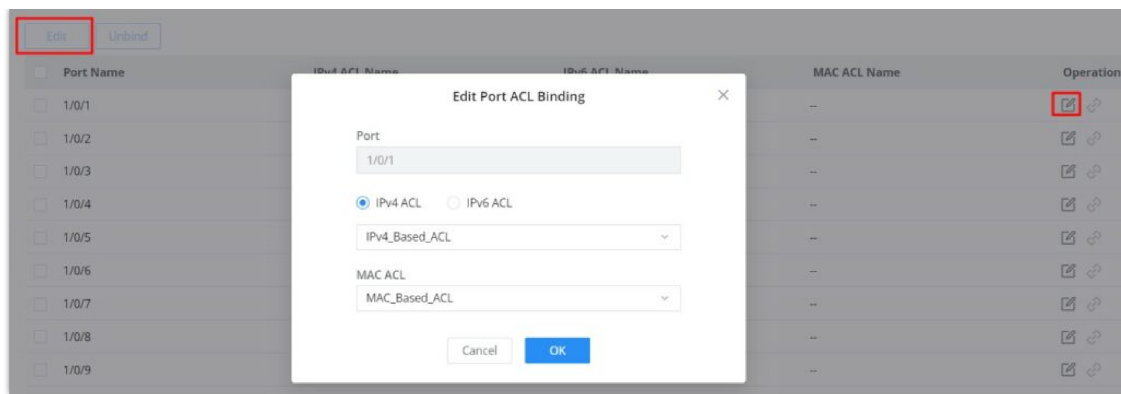 Edit Unbind
Port Name IPv4 ACL Name IPv6 ACL Name MAC ACL Name Operation
Edit Port ACL Binding
1/0/1 --
Port
1/0/1
1/0/2 --
1/0/3 --
IPv4 ACL IPv6 ACL
1/0/4 --
IPv4_Based_ACL
1/0/5 --
MAC ACL
1/0/6 --
MAC_Based_ACL
1/0/7 --
1/0/8 --
Cancel OK
1/0/9 --